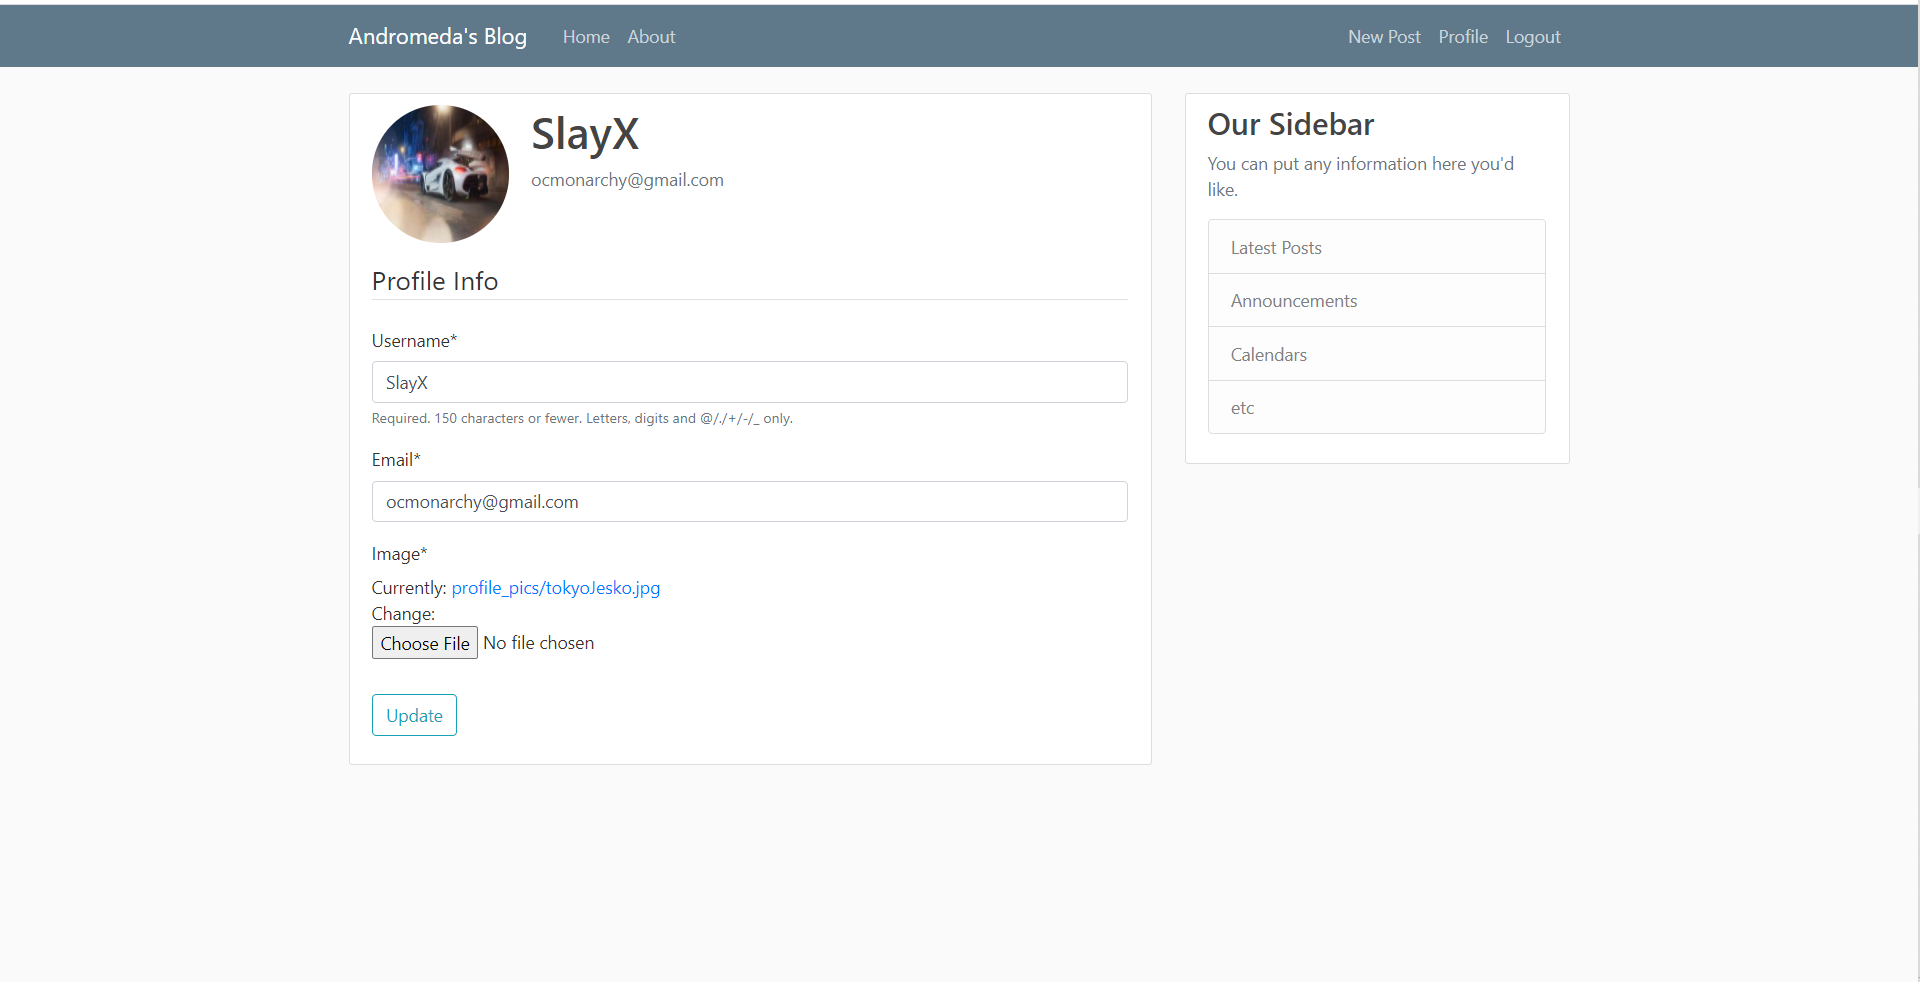 Andromeda's Blog Home About New Post Profile Logout
SlayX
ocmonarchy@gmail.com
Profile Info
Username*
SlayX
Required. 150 characters or fewer. Letters, digits and @/./+/-/_ only.
Email*
ocmonarchy@gmail.com
Image*
Currently: profile_pics/tokyoJesko.jpg
Change:
Choose File No file chosen
Update
Our Sidebar
You can put any information here you'd
like.
Latest Posts
Announcements
Calendars
etc